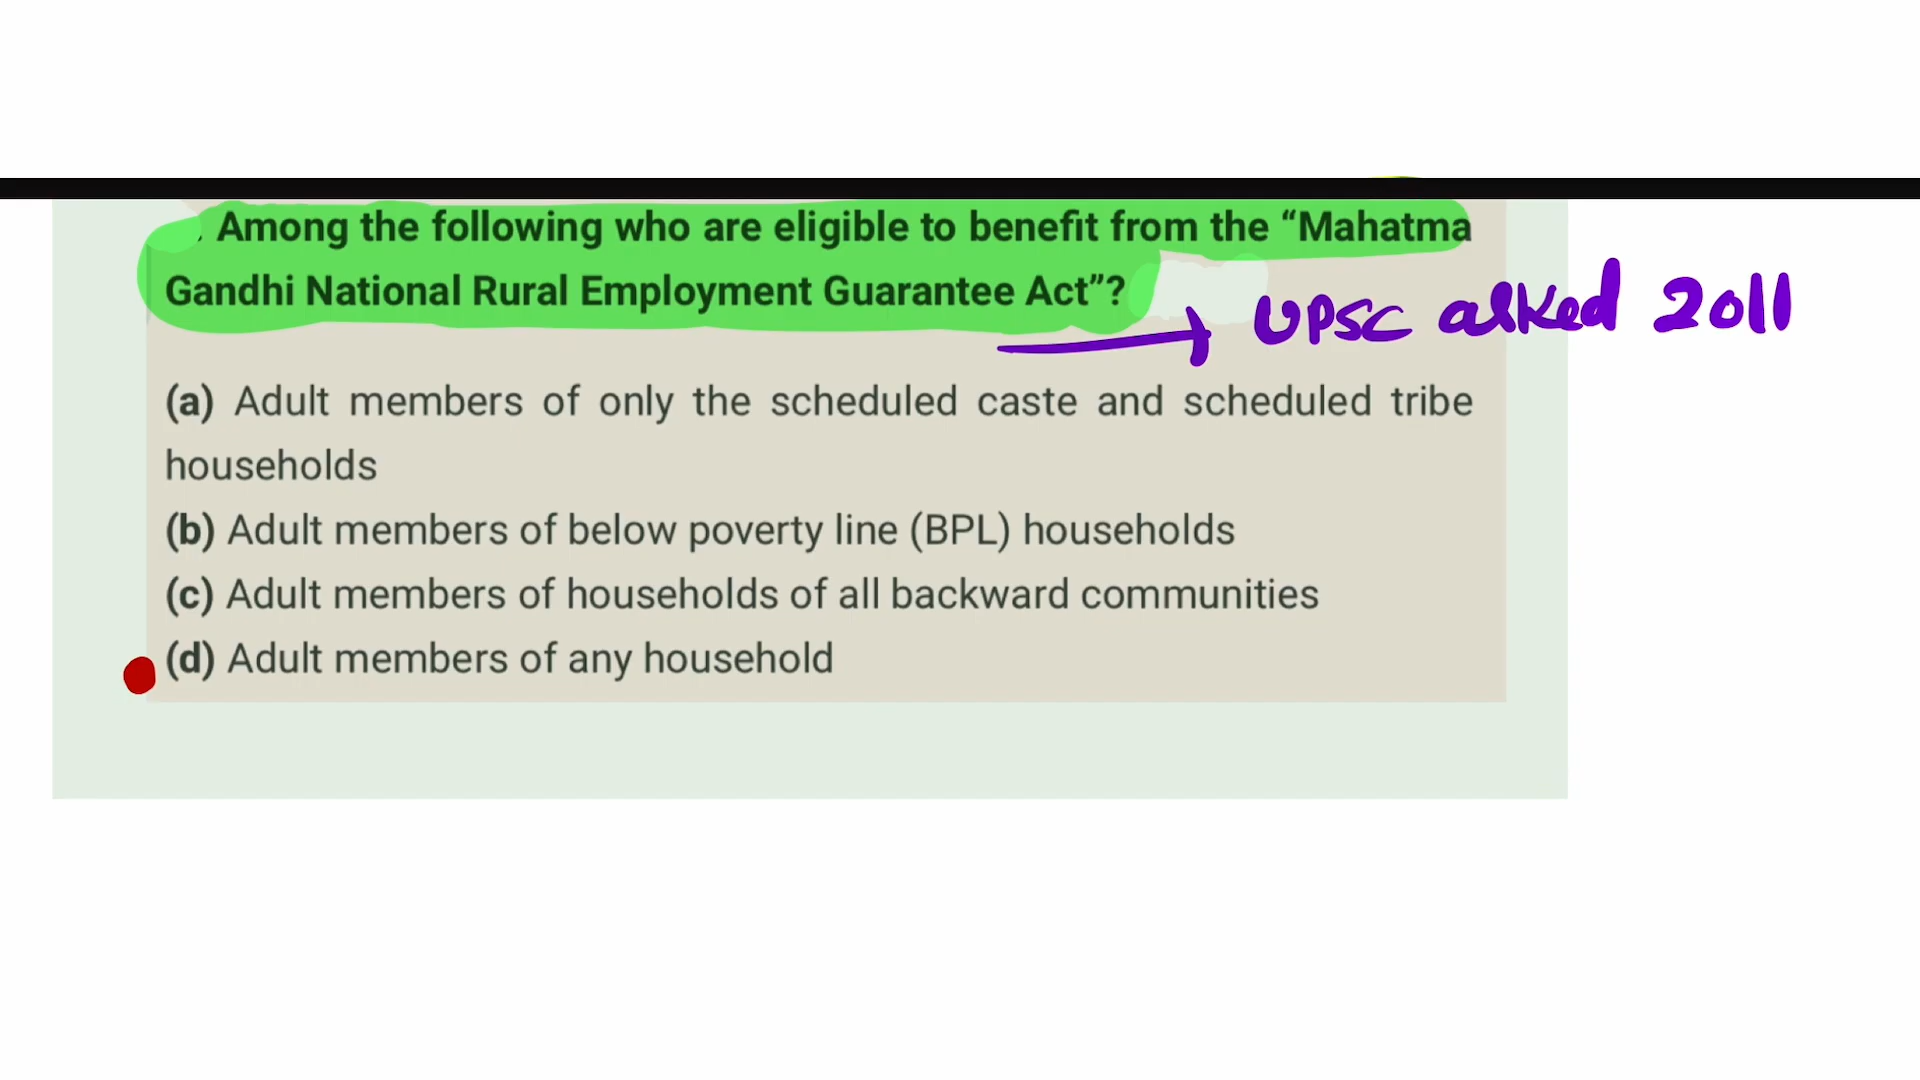 Among the following who are eligible to benefit from the “Mahatma
Gandhi National Rural Employment Guarantee Act”?
UPSC asked 2011
(a) Adult members of only the scheduled caste and scheduled tribe
households
(b) Adult members of below poverty line (BPL) households
(c) Adult members of households of all backward communities
(d) Adult members of any household